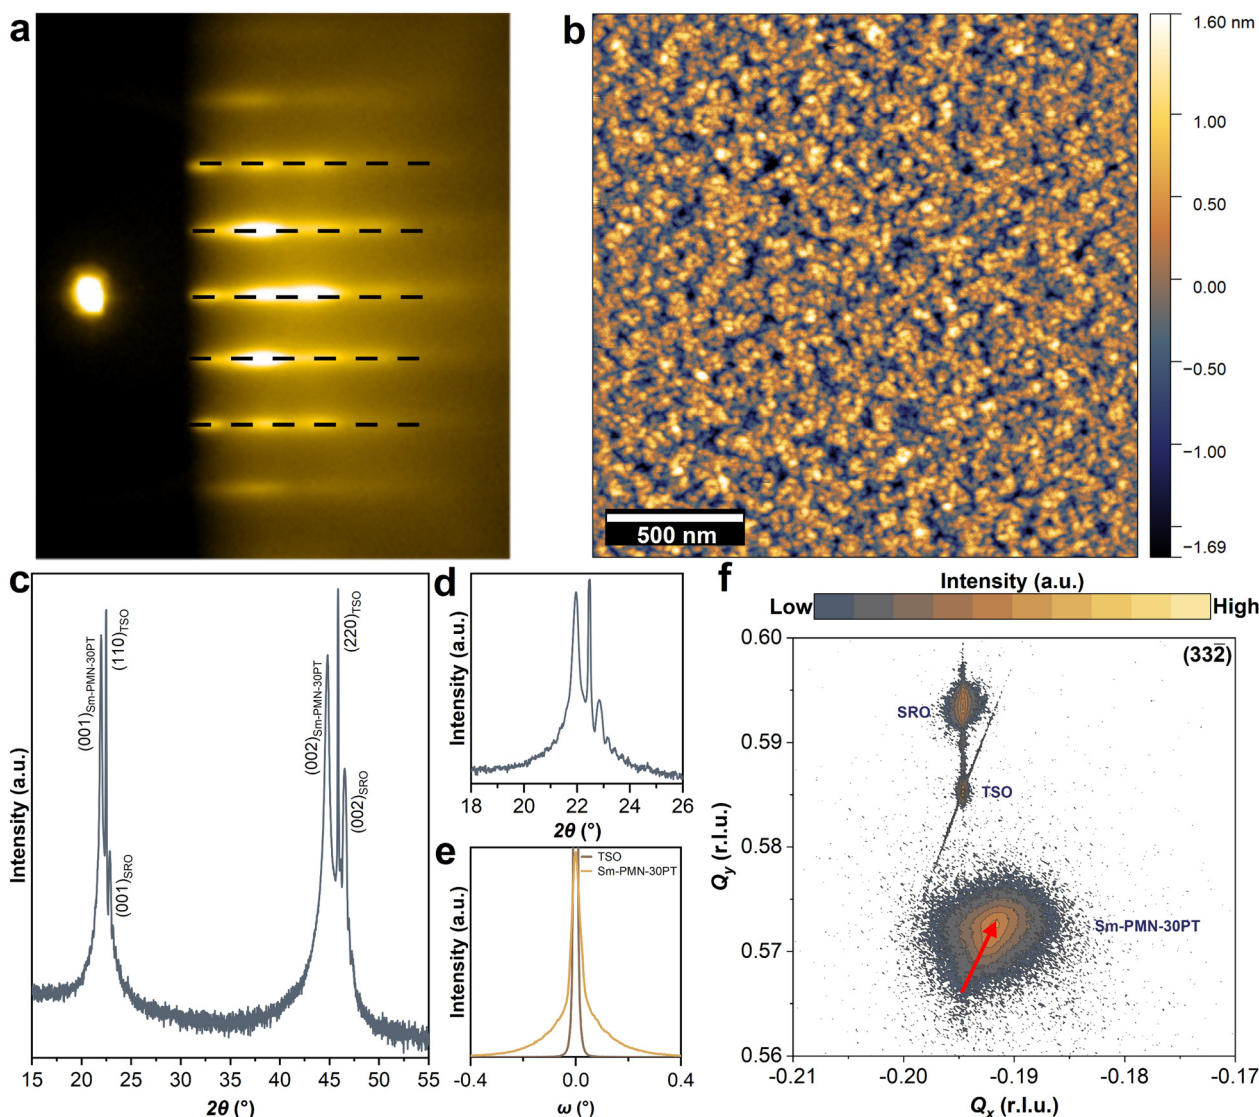 a
b
1.60 nm
1.00
0.50
0.00
−0.50
−1.00
−1.69
500 nm
c
Intensity (a.u.)
(001)Sm-PMN-30PT
(110)TSO
(001)SRO
(002)Sm-PMN-30PT
(220)TSO
(002)SRO
15 20 25 30 35 40 45 50 55
2θ (°)
d
Intensity (a.u.)
18 20 22 24 26
2θ (°)
e
TSO
Sm-PMN-30PT
Intensity (a.u.)
-0.4 0.0 0.4
ω (°)
f
Intensity (a.u.)
Low High
(332̅)
0.60
0.59
0.58
0.57
0.56
Qy (r.l.u.)
SRO
TSO
Sm-PMN-30PT
-0.21 -0.20 -0.19 -0.18 -0.17
Qx (r.l.u.)